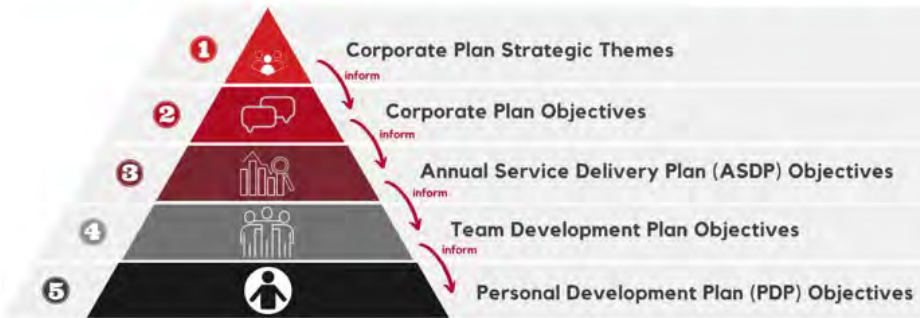 1 Corporate Plan Strategic Themes
inform
2 Corporate Plan Objectives
inform
3 Annual Service Delivery Plan (ASDP) Objectives
inform
4 Team Development Plan Objectives
inform
5 Personal Development Plan (PDP) Objectives